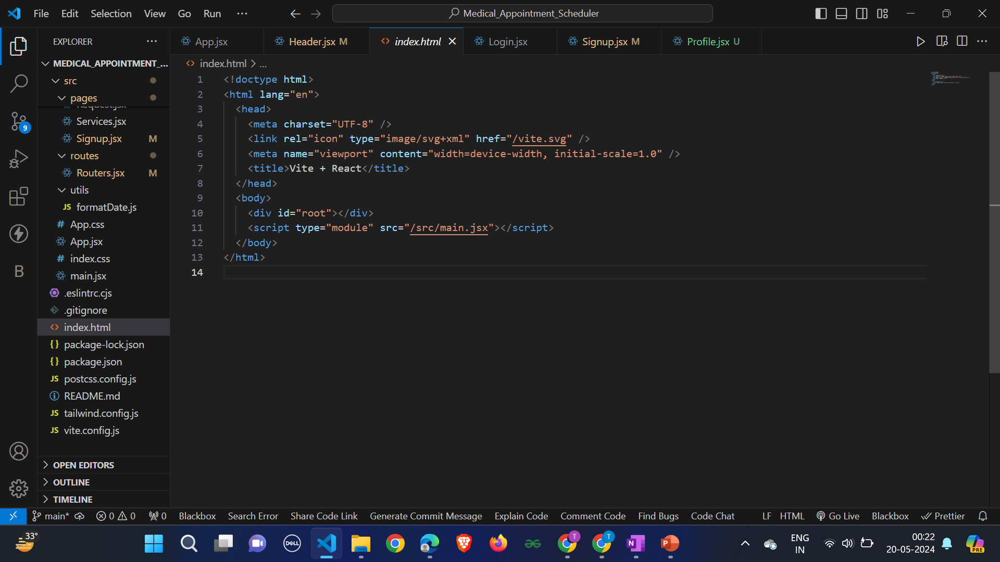 File Edit Selection View Go Run ···
Medical_Appointment_Scheduler
EXPLORER
MEDICAL_APPOINTMENT_...
src
pages
Request.jsx
Services.jsx
Signup.jsx M
routes
Routers.jsx M
utils
JS formatDate.js
# App.css
App.jsx
# index.css
main.jsx
.eslintrc.cjs
.gitignore
<> index.html
{} package-lock.json
{} package.json
JS postcss.config.js
README.md
JS tailwind.config.js
JS vite.config.js
OPEN EDITORS
OUTLINE
TIMELINE
9
B
App.jsx Header.jsx M <> index.html Login.jsx Signup.jsx M Profile.jsx U
<> index.html > ...
1 <!doctype html>
2 <html lang="en">
3 <head>
4 <meta charset="UTF-8" />
5 <link rel="icon" type="image/svg+xml" href="/vite.svg" />
6 <meta name="viewport" content="width=device-width, initial-scale=1.0" />
7 <title>Vite + React</title>
8 </head>
9 <body>
10 <div id="root"></div>
11 <script type="module" src="/src/main.jsx"></script>
12 </body>
13 </html>
14
main* 0 0 0 Blackbox Search Error Share Code Link Generate Commit Message Explain Code Comment Code Find Bugs Code Chat LF HTML Go Live Blackbox Prettier
33°
DELL
T
T
N
P
ENG
IN
00:22
20-05-2024
PRE